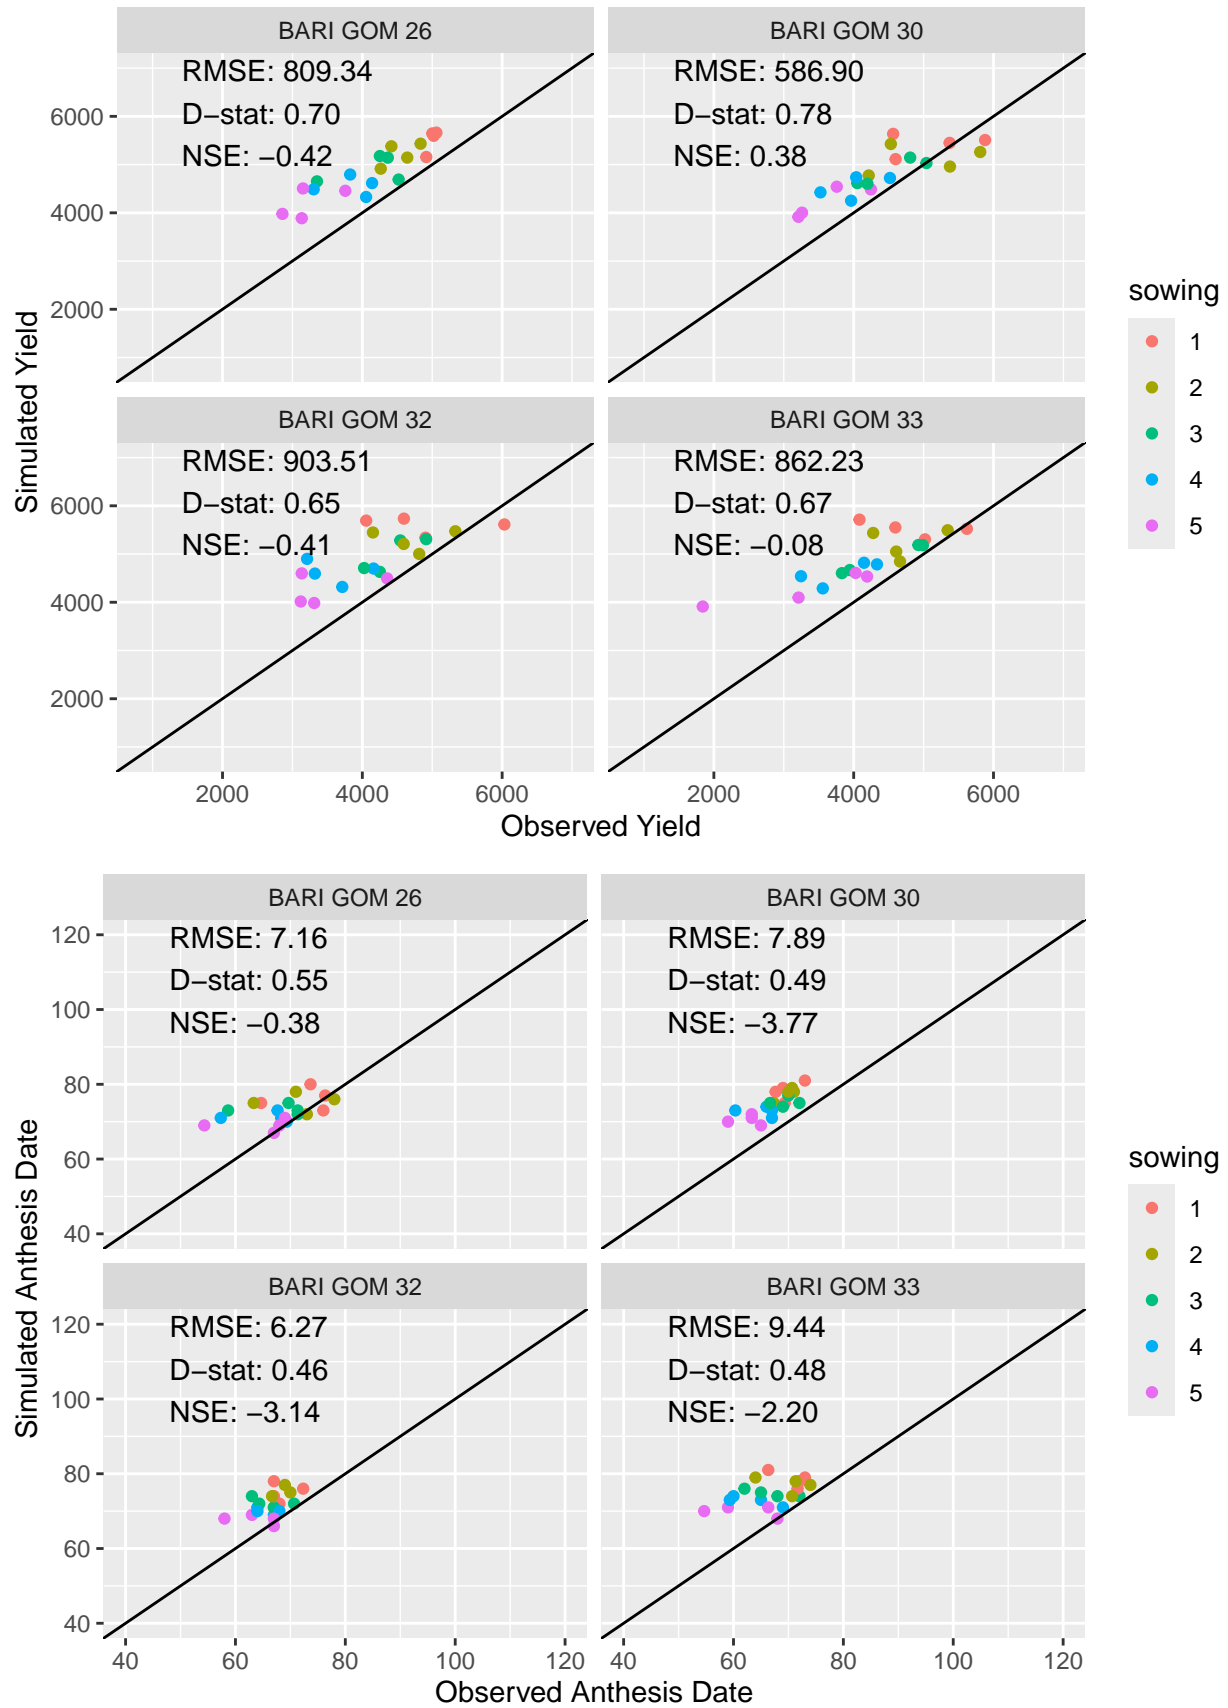 BARI GOM 26
BARI GOM 30
RMSE: 809.34
D−stat: 0.70
NSE: −0.42
RMSE: 586.90
D−stat: 0.78
NSE: 0.38
6000
4000
2000
BARI GOM 32
BARI GOM 33
RMSE: 903.51
D−stat: 0.65
NSE: −0.41
RMSE: 862.23
D−stat: 0.67
NSE: −0.08
6000
4000
2000
2000 4000 6000
2000 4000 6000
Observed Yield
Simulated Yield
sowing
1
2
3
4
5
BARI GOM 26
BARI GOM 30
RMSE: 7.16
D−stat: 0.55
NSE: −0.38
RMSE: 7.89
D−stat: 0.49
NSE: −3.77
120
100
80
60
40
BARI GOM 32
BARI GOM 33
RMSE: 6.27
D−stat: 0.46
NSE: −3.14
RMSE: 9.44
D−stat: 0.48
NSE: −2.20
120
100
80
60
40
40 60 80 100 120
40 60 80 100 120
Observed Anthesis Date
Simulated Anthesis Date
sowing
1
2
3
4
5